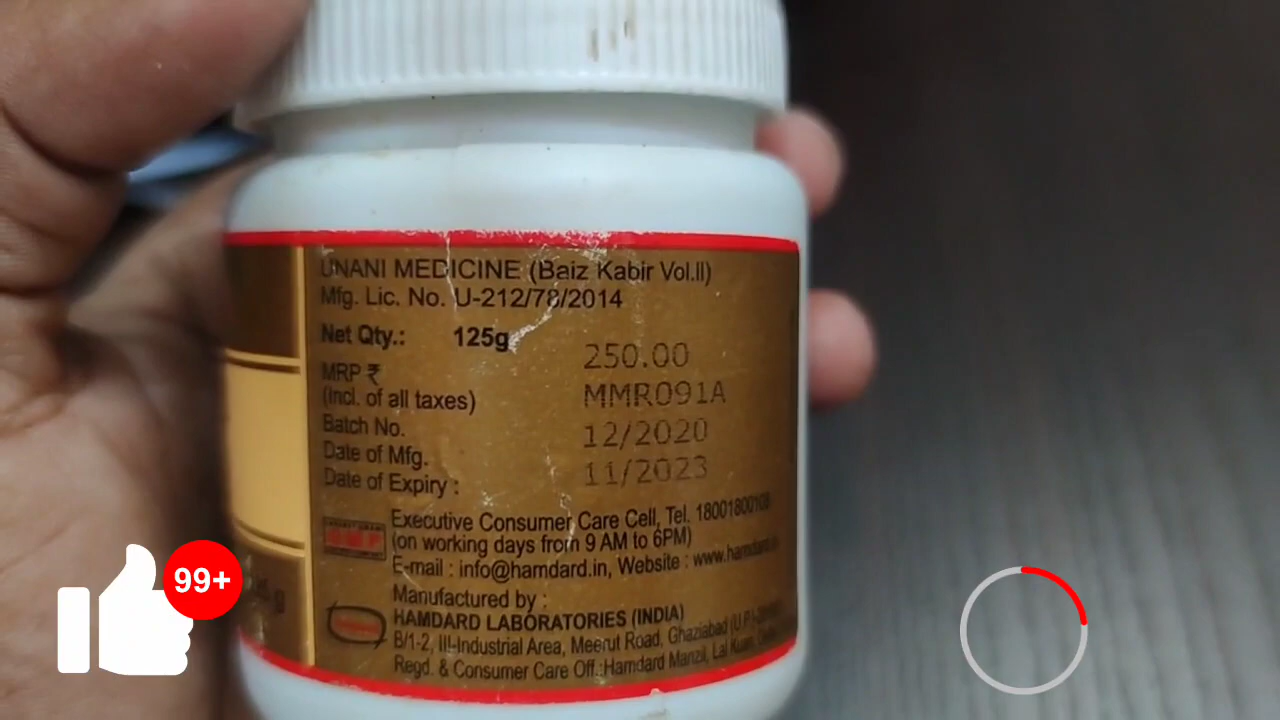 UNANI MEDICINE (Baiz Kabir Vol.II)
Mfg. Lic. No. U-212/78/2014
Net Qty.: 125g
MRP ₹ 250.00
(Incl. of all taxes) MMR091A
Batch No. 12/2020
Date of Mfg. 11/2023
Date of Expiry :
Executive Consumer Care Cell, Tel. 18001800108
(on working days from 9 AM to 6PM)
E-mail : info@hamdard.in, Website : www.hamdard
Manufactured by :
HAMDARD LABORATORIES (INDIA)
B/1-2, III-Industrial Area, Meerut Road, Ghaziabad (U.P.)
Regd. & Consumer Care Off.:Hamdard Manzil, Lal Kuan,
99+